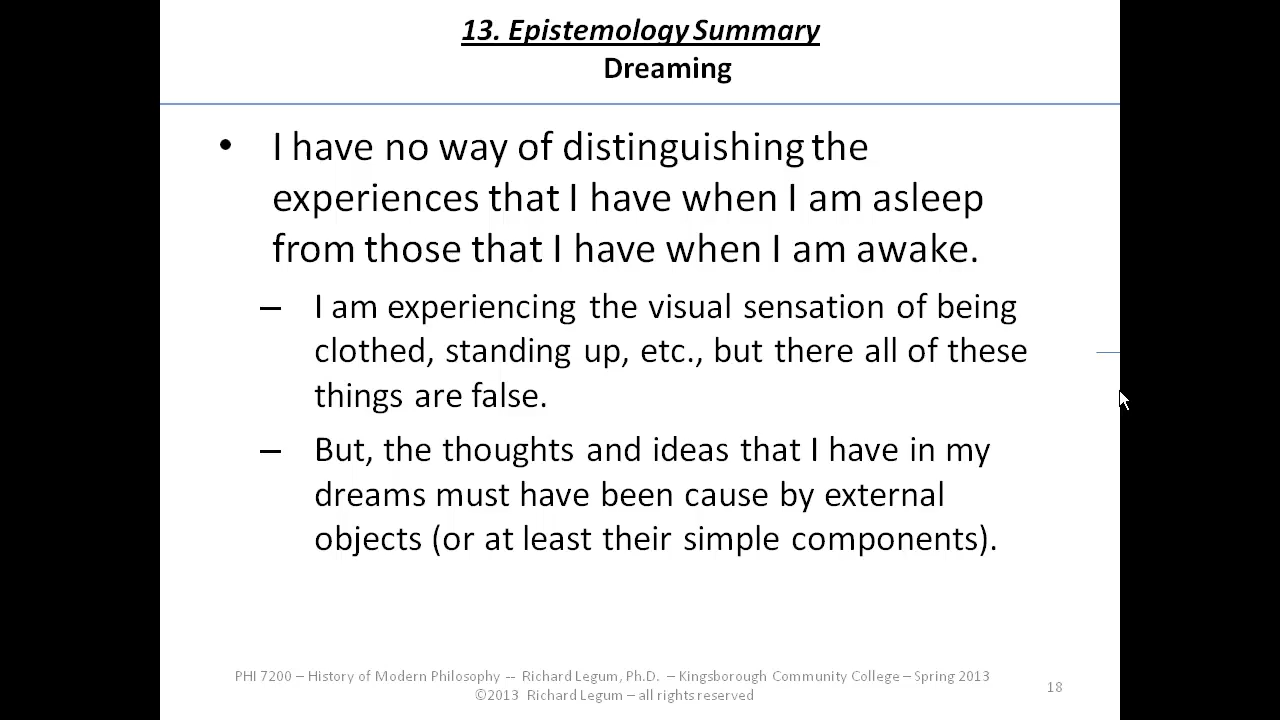 13. Epistemology Summary
Dreaming
• I have no way of distinguishing the
experiences that I have when I am asleep
from those that I have when I am awake.
– I am experiencing the visual sensation of being
clothed, standing up, etc., but there all of these
things are false.
– But, the thoughts and ideas that I have in my
dreams must have been cause by external
objects (or at least their simple components).
PHI 7200 – History of Modern Philosophy -- Richard Legum, Ph.D. – Kingsborough Community College – Spring 2013
©2013 Richard Legum – all rights reserved
18